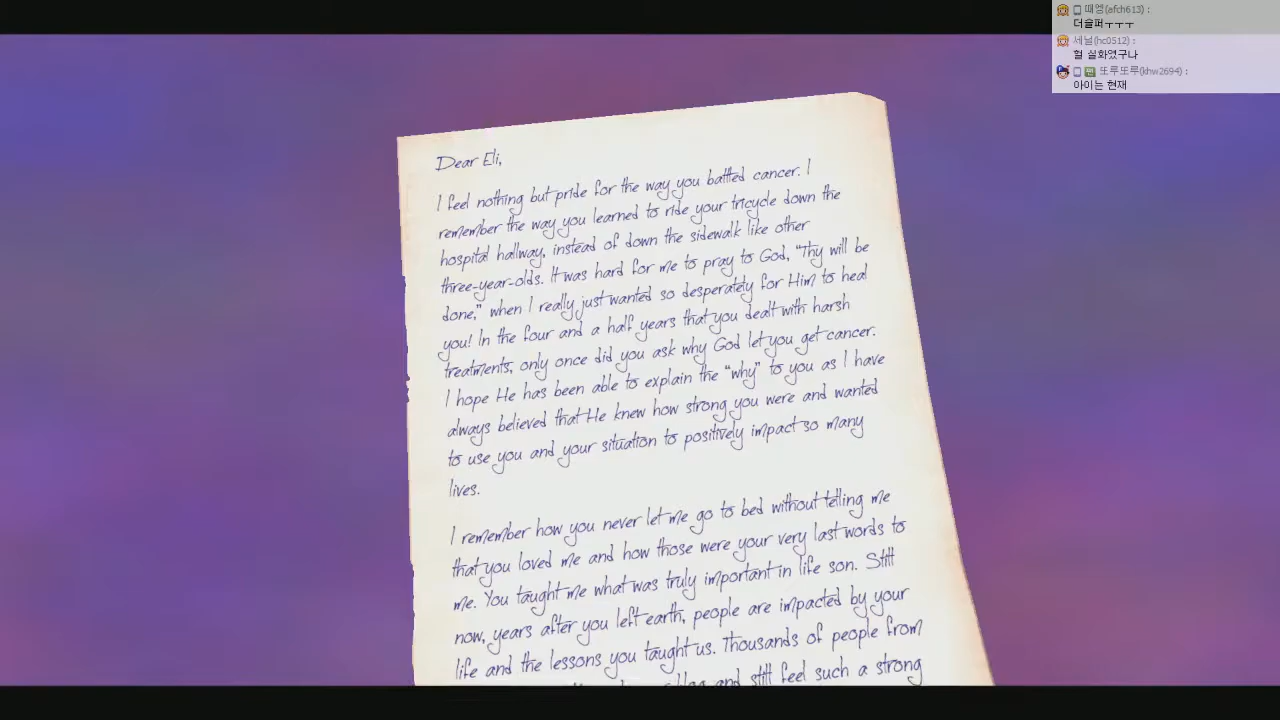 때엥(afch613) :
더슬퍼ㅜㅜㅜ
세널(hc0512) :
헐 실화였구나
또루또루(khw2694) :
아이는 현재
Dear Eli,
I feel nothing but pride for the way you battled cancer. I
remember the way you learned to ride your tricycle down the
hospital hallway, instead of down the sidewalk like other
three-year-olds. It was hard for me to pray to God, "Thy will be
done," when I really just wanted so desperately for Him to heal
you! In the four and a half years that you dealt with harsh
treatments, only once did you ask why God let you get cancer.
I hope He has been able to explain the "why" to you as I have
always believed that He knew how strong you were and wanted
to use you and your situation to positively impact so many
lives.
I remember how you never let me go to bed without telling me
that you loved me and how those were your very last words to
me. You taught me what was truly important in life son. Still
now, years after you left earth, people are impacted by your
life and the lessons you taught us. Thousands of people from
and still feel such a strong